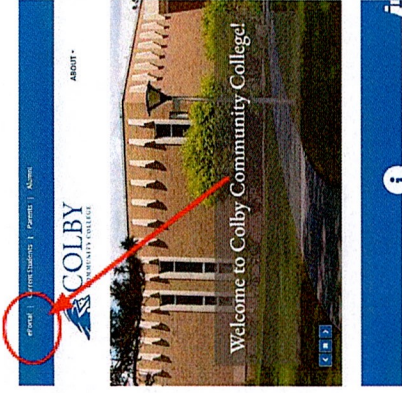 ePortal | Current Students | Parents | Alumni
COLBY
COMMUNITY COLLEGE
ABOUT
Welcome to Colby Community College!